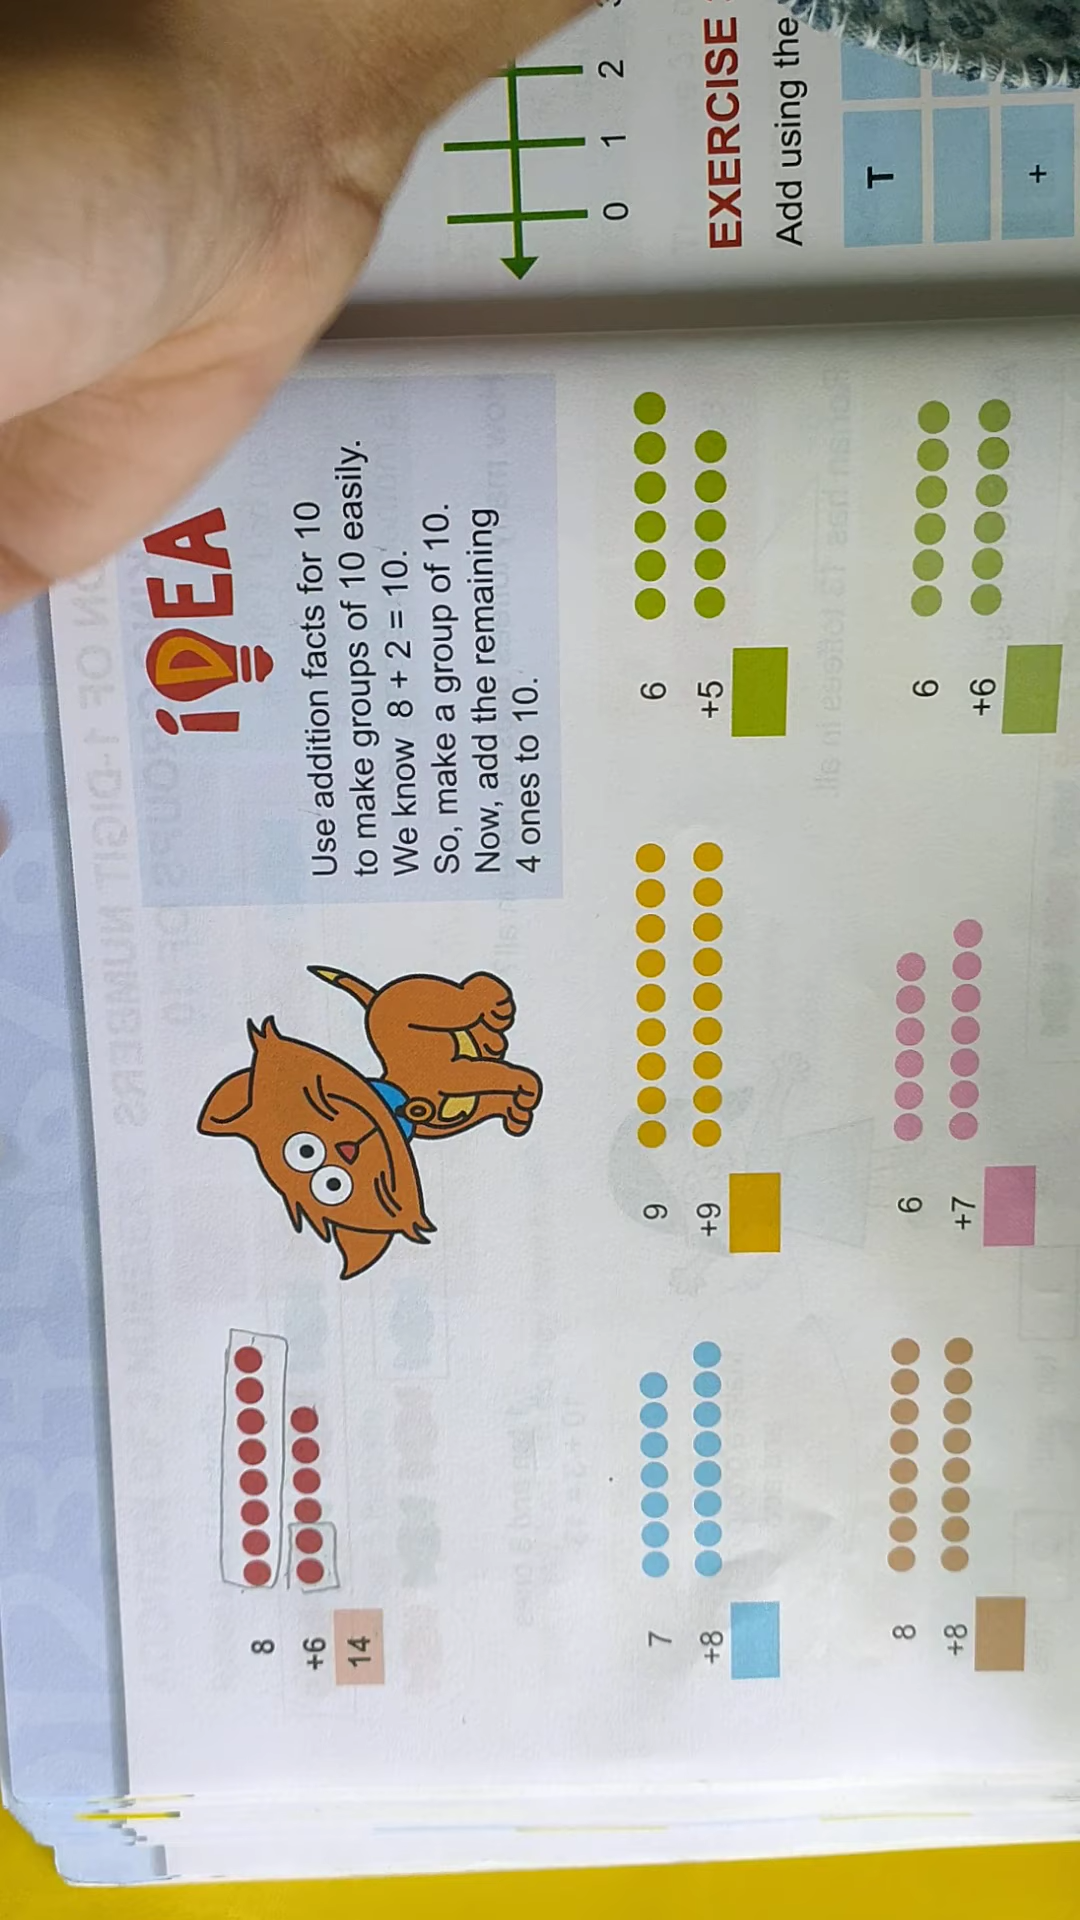 iDEA
Use addition facts for 10
to make groups of 10 easily.
We know 8 + 2 = 10.
So, make a group of 10.
Now, add the remaining
4 ones to 10.
8
+6
14
7
+8
9
+9
6
+5
8
+8
6
+7
6
+6
0 1 2
EXERCISE
Add using the
T
+